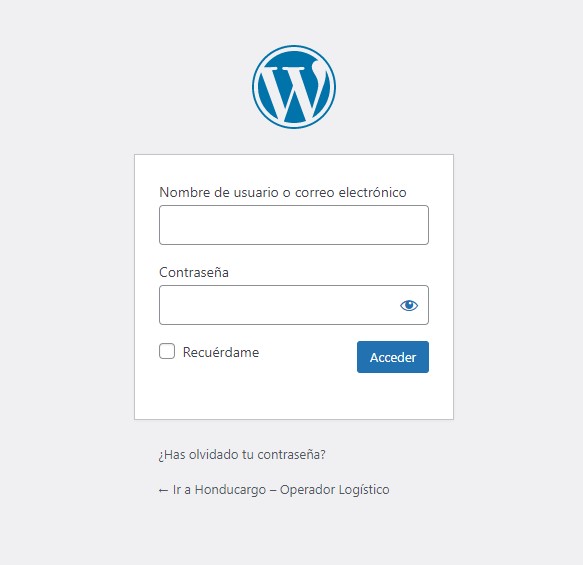 Nombre de usuario o correo electrónico
Contraseña
Recuérdame
Acceder
¿Has olvidado tu contraseña?
← Ir a Honducargo – Operador Logístico